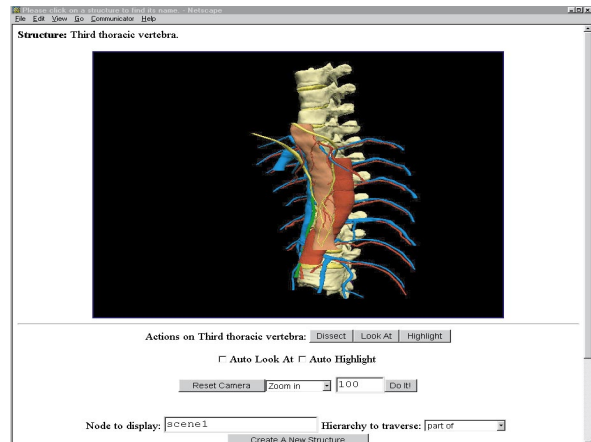 Please click on a structure to find its name. - Netscape
File Edit View Go Communicator Help
Structure: Third thoracic vertebra.
Actions on Third thoracic vertebra: Dissect Look At Highlight
Auto Look At Auto Highlight
Reset Camera Zoom in 100 Do It!
Node to display: scene1 Hierarchy to traverse: part of
Create A New Structure